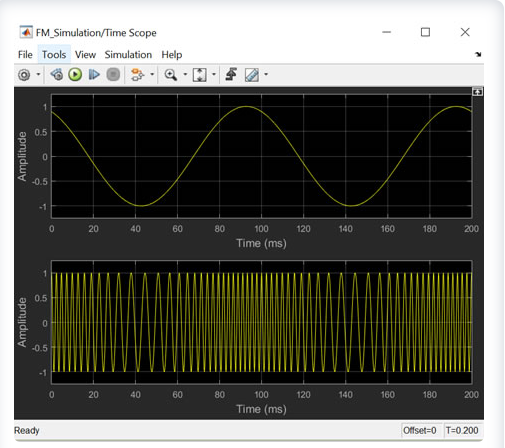 FM_Simulation/Time Scope
File Tools View Simulation Help
1
0.5
0
-0.5
-1
Amplitude
0 20 40 60 80 100 120 140 160 180 200
Time (ms)
1
0.5
0
-0.5
-1
Amplitude
0 20 40 60 80 100 120 140 160 180 200
Time (ms)
Ready Offset=0 T=0.200